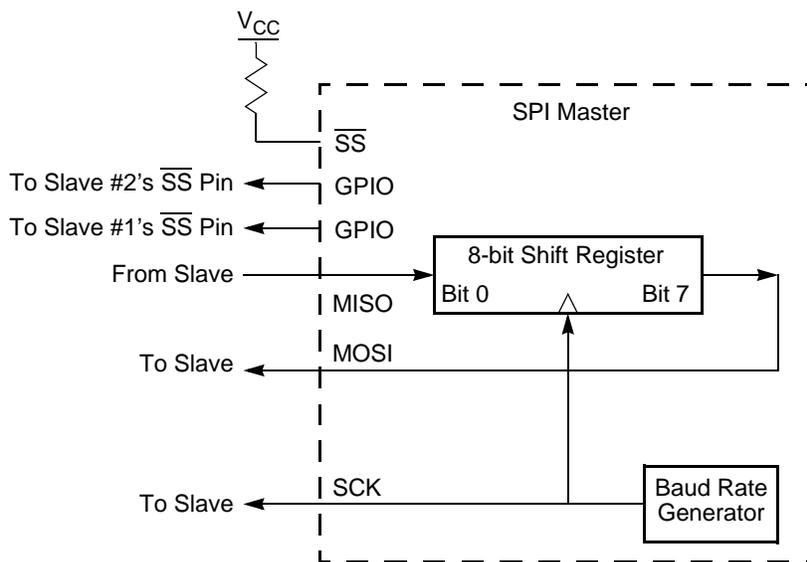 VCC
SPI Master
SS
To Slave #2's SS Pin
GPIO
To Slave #1's SS Pin
GPIO
8-bit Shift Register
From Slave
Bit 0
Bit 7
MISO
MOSI
To Slave
SCK
To Slave
Baud Rate
Generator